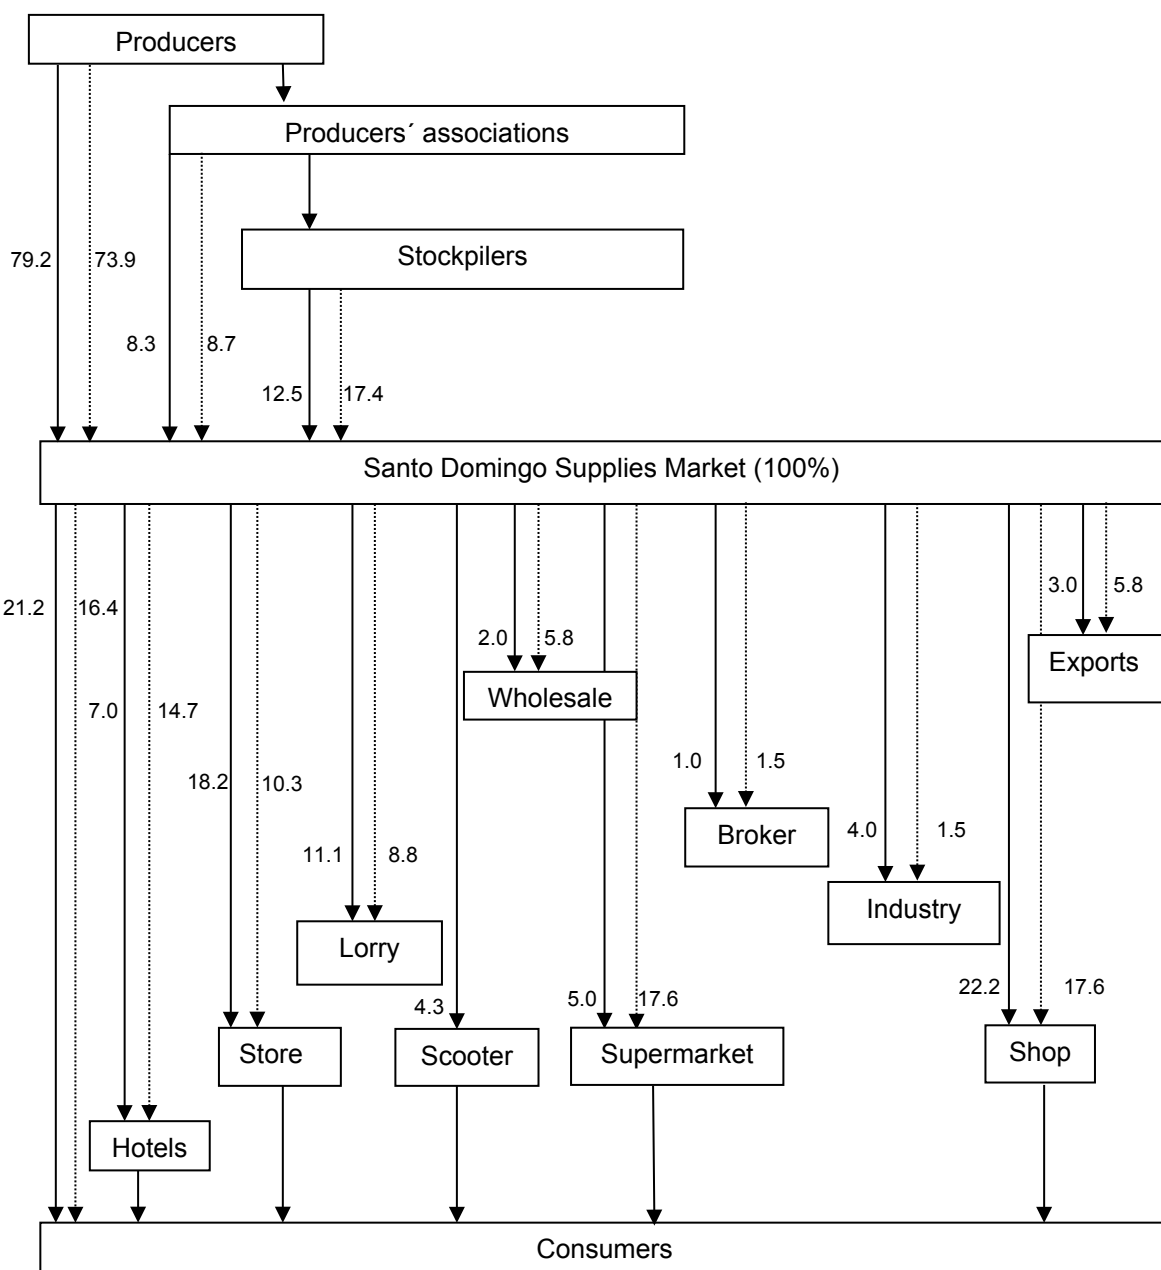 Producers
Producers´ associations
Stockpilers
79.2
73.9
8.3
8.7
12.5
17.4
Santo Domingo Supplies Market (100%)
3.0
5.8
21.2
16.4
2.0
5.8
Exports
Wholesale
7.0
14.7
1.0
1.5
18.2
10.3
Broker
4.0
1.5
11.1
8.8
Industry
Lorry
22.2
17.6
4.3
5.0
17.6
Store
Scooter
Supermarket
Shop
Hotels
Consumers